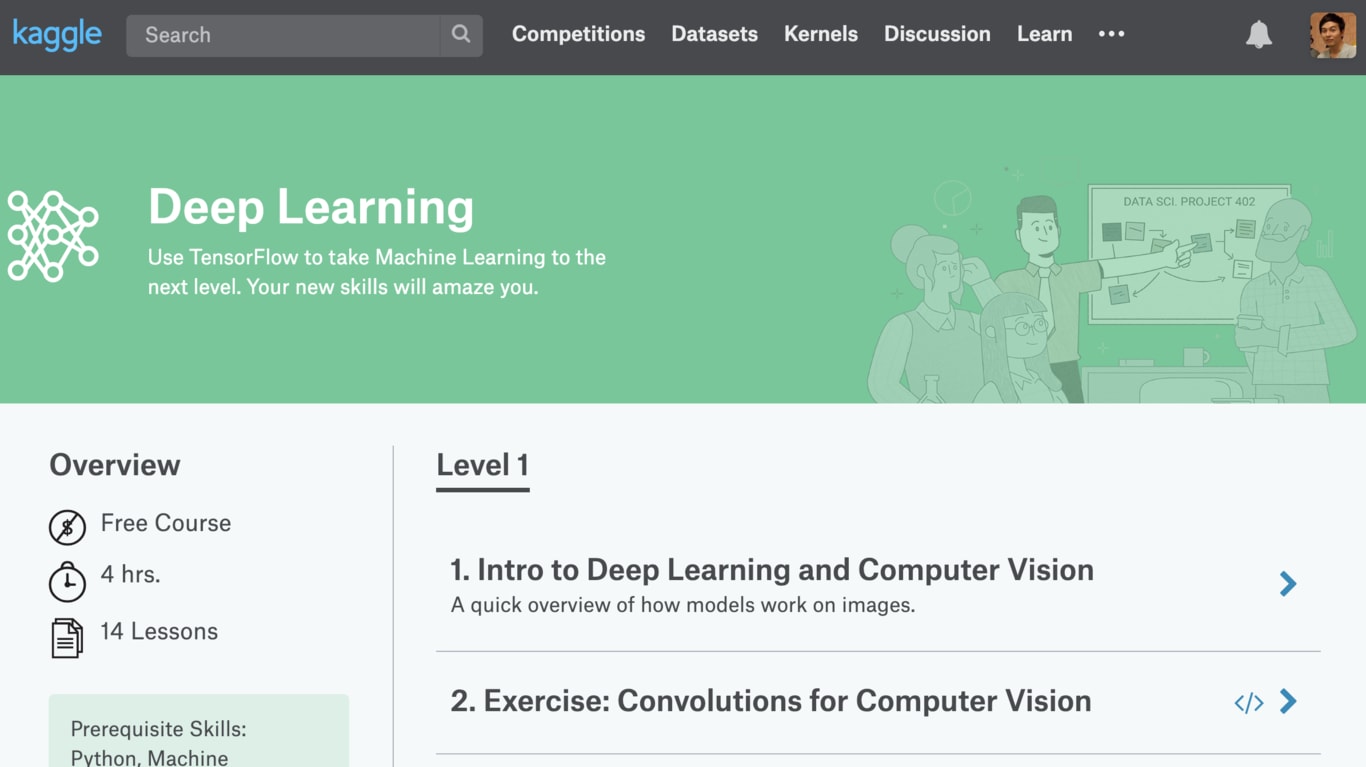 kaggle
Search
Competitions
Datasets
Kernels
Discussion
Learn
Deep Learning
Use TensorFlow to take Machine Learning to the
next level. Your new skills will amaze you.
DATA SCI. PROJECT 402
Overview
Free Course
4 hrs.
14 Lessons
Prerequisite Skills:
Python, Machine
Level 1
1. Intro to Deep Learning and Computer Vision
A quick overview of how models work on images.
2. Exercise: Convolutions for Computer Vision